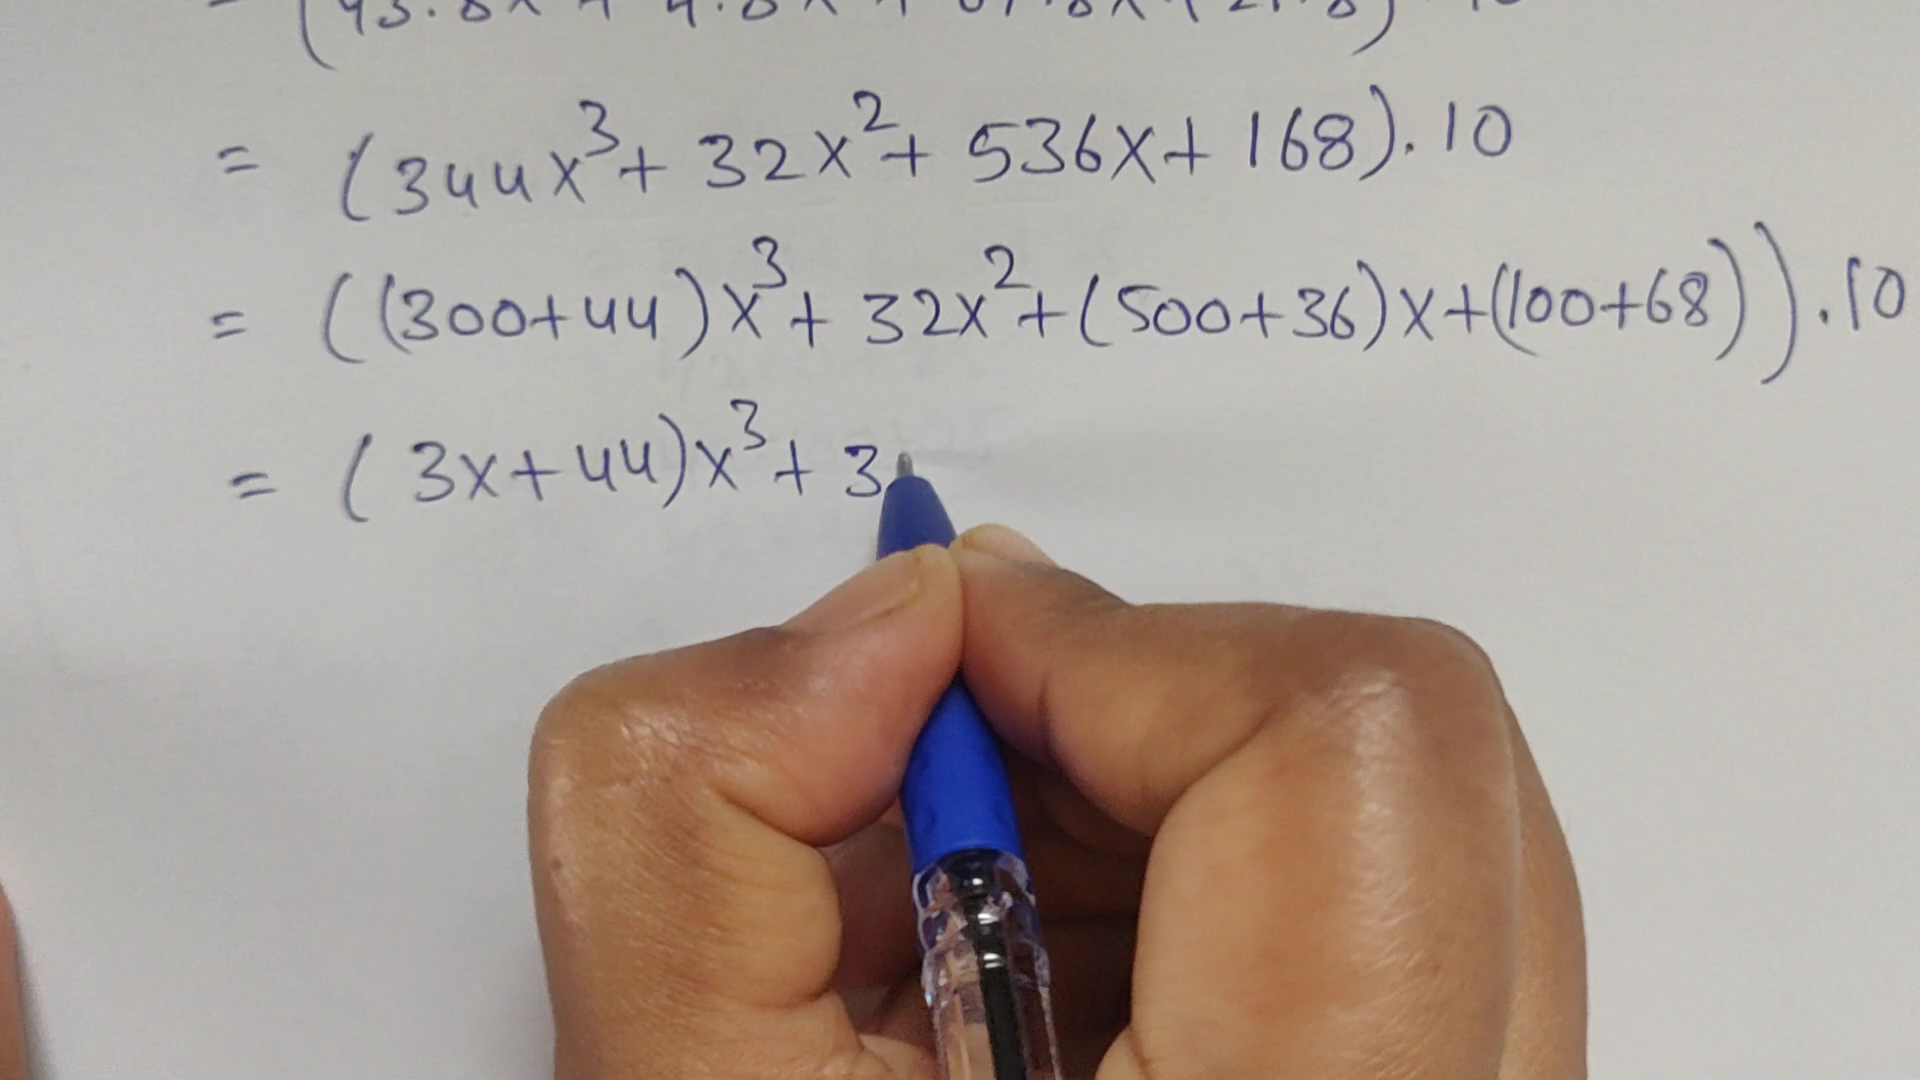 = (344x³ + 32x² + 536x + 168).10
= ((300+44)x³ + 32x² + (500+36)x + (100+68)).10
= (3x+44)x³ + 3